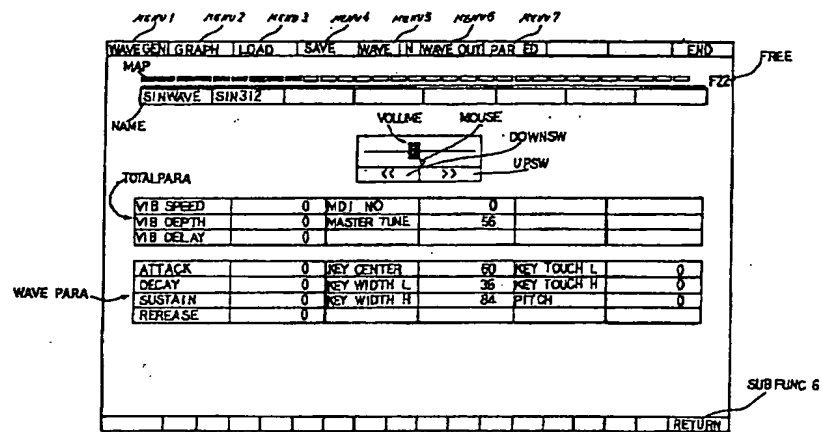 MENU1 MENU2 MENU3 MENU4 MENU5 MENU6 MENU7
WAVEGEN GRAPH LOAD SAVE WAVE IN WAVE OUT PAR ED END
MAP FREE
F22
SINWAVE SIN312
NAME
VOLUME MOUSE
DOWNSW
<< >> UPSW
TOTALPARA
VIB SPEED 0 MDI NO 0
VIB DEPTH 0 MASTER TUNE 56
VIB DELAY 0
ATTACK 0 KEY CENTER 60 KEY TOUCH L 0
WAVE PARA DECAY 0 KEY WIDTH L 36 KEY TOUCH H 0
SUSTAIN 0 KEY WIDTH H 84 PITCH 0
REREASE 0
SUB FUNC 6
RETURN